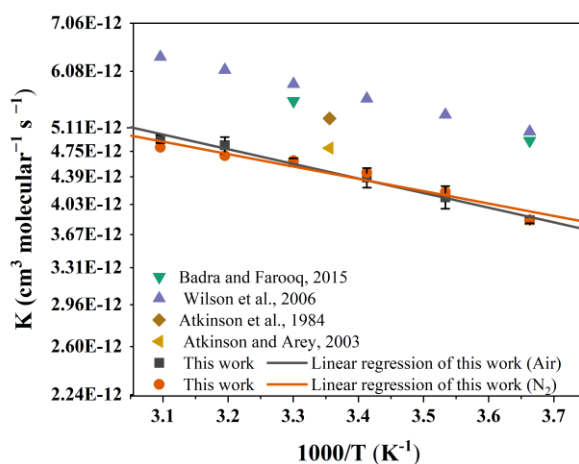 K (cm³ molecular⁻¹ s⁻¹)
7.06E-12
6.08E-12
5.11E-12
4.75E-12
4.39E-12
4.03E-12
3.67E-12
3.31E-12
2.96E-12
2.60E-12
2.24E-12
Badra and Farooq, 2015
Wilson et al., 2006
Atkinson et al., 1984
Atkinson and Arey, 2003
This work Linear regression of this work (Air)
This work Linear regression of this work (N₂)
3.1 3.2 3.3 3.4 3.5 3.6 3.7
1000/T (K⁻¹)